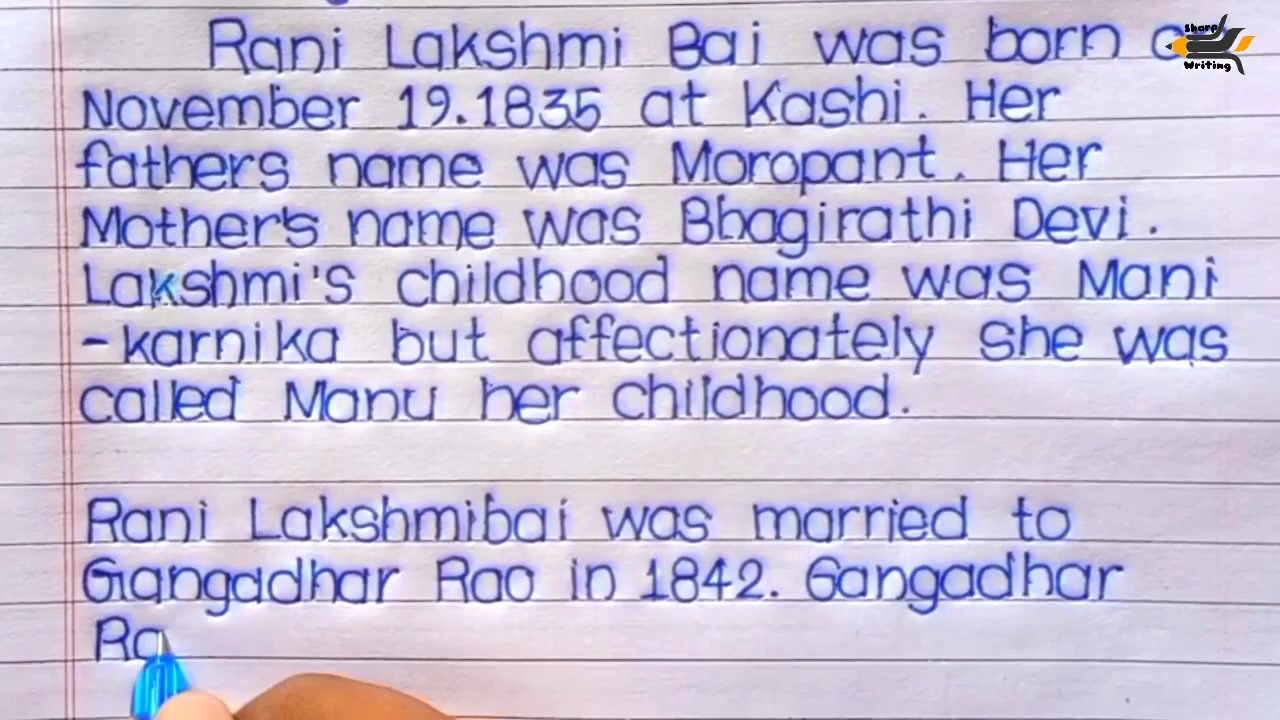 Rani Lakshmi Bai was born
Sharp
Writing
November 19.1835 at Kashi. Her
fathers name was Moropant. Her
Mother's name was Bhagirathi Devi.
Lakshmi's childhood name was Mani
-karnika but affectionately she was
called Manu her childhood.
Rani Lakshmibai was married to
Gangadhar Rao in 1842. Gangadhar
Ra